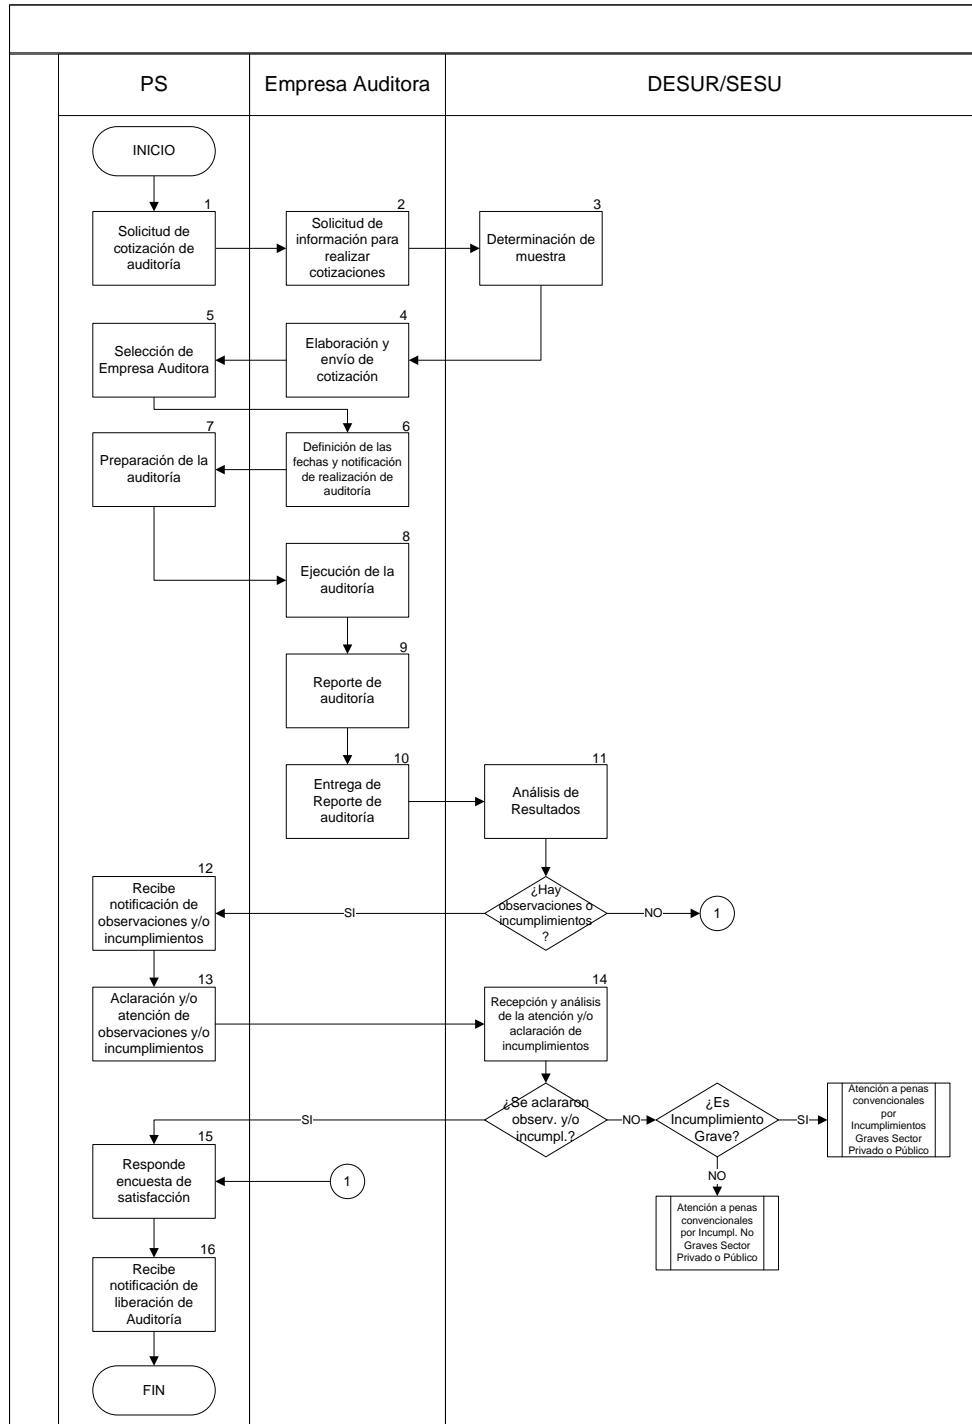 PS
Empresa Auditora
DESUR/SESU
INICIO
1
Solicitud de
cotización de
auditoría
2
Solicitud de
información para
realizar
cotizaciones
3
Determinación de
muestra
5
Selección de
Empresa Auditora
4
Elaboración y
envío de
cotización
7
Preparación de la
auditoría
6
Definición de las
fechas y notificación
de realización de
auditoría
8
Ejecución de la
auditoría
9
Reporte de
auditoría
10
Entrega de
Reporte de
auditoría
11
Análisis de
Resultados
12
Recibe
notificación de
observaciones y/o
incumplimientos
SI
¿Hay
observaciones o
incumplimientos
?
NO
1
13
Aclaración y/o
atención de
observaciones y/o
incumplimientos
14
Recepción y análisis
de la atención y/o
aclaración de
incumplimientos
SI
¿Se aclararon
observ. y/o
incumpl.?
NO
¿Es
Incumplimiento
Grave?
SI
Atención a penas
convencionales
por
Incumplimientos
Graves Sector
Privado o Público
NO
Atención a penas
convencionales
por Incumpl. No
Graves Sector
Privado o Público
15
Responde
encuesta de
satisfacción
1
16
Recibe
notificación de
liberación de
Auditoría
FIN